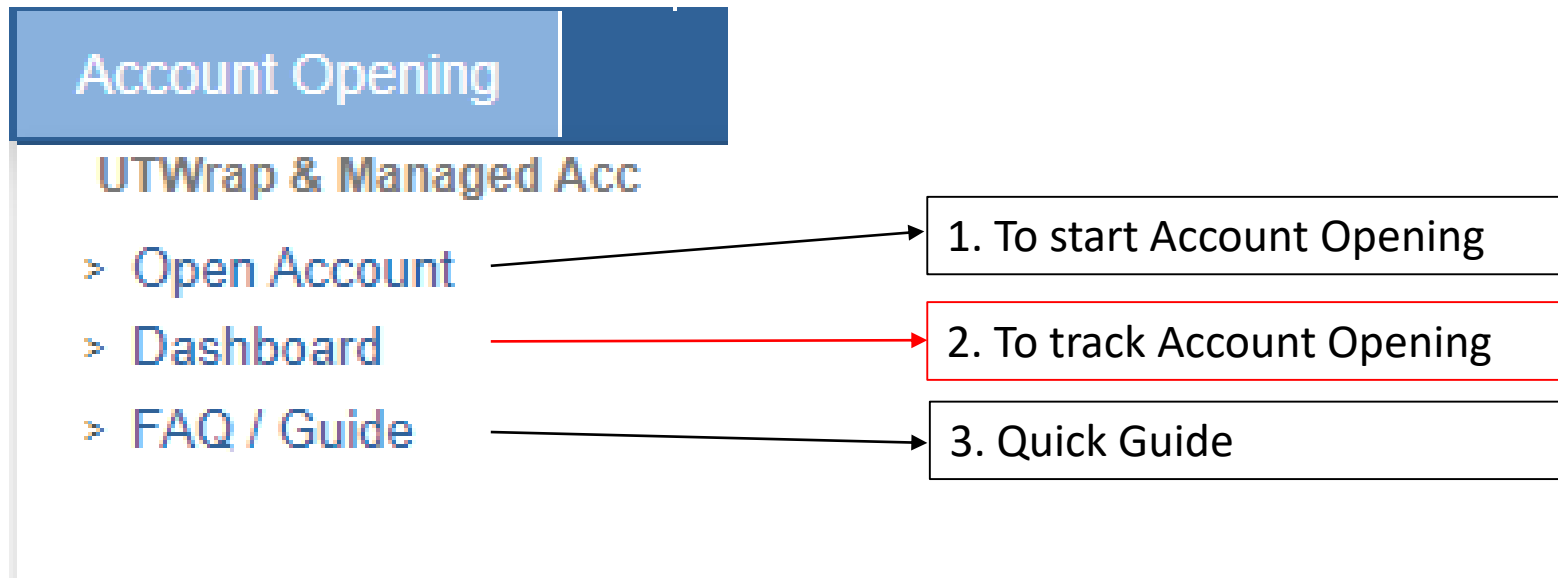 Account Opening
UTWrap & Managed Acc
> Open Account
1. To start Account Opening
> Dashboard
2. To track Account Opening
> FAQ / Guide
3. Quick Guide